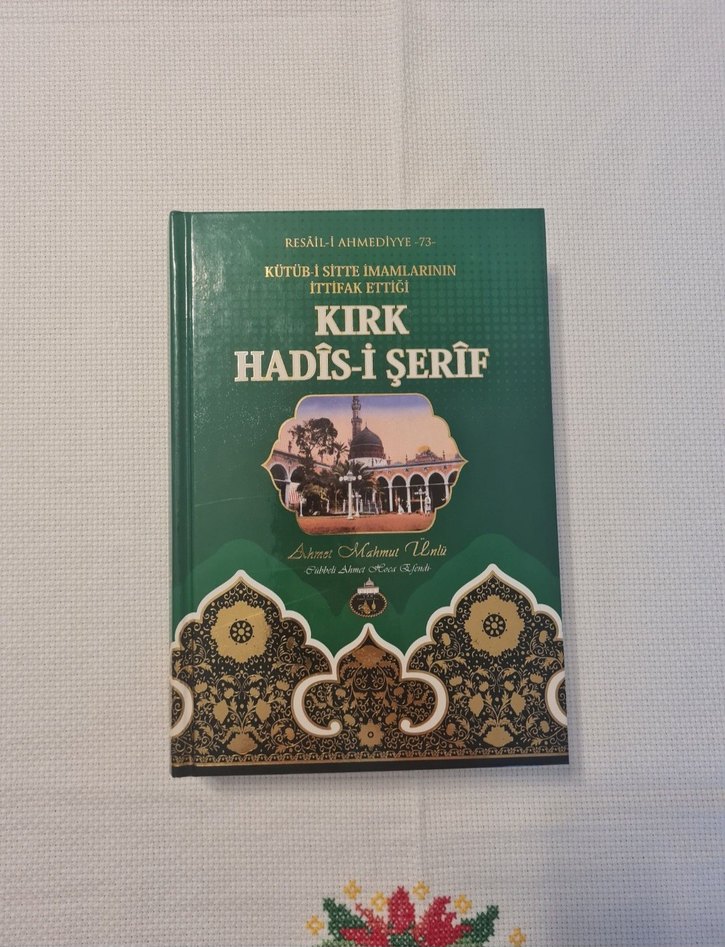 RESÂİL-İ AHMEDİYYE -73-
KÜTÜB-İ SİTTE İMAMLARININ
İTTİFAK ETTİĞİ
KIRK
HADÎS-İ ŞERÎF
Ahmet Mahmut Ünlü
-Cübbeli Ahmet Hoca Efendi-